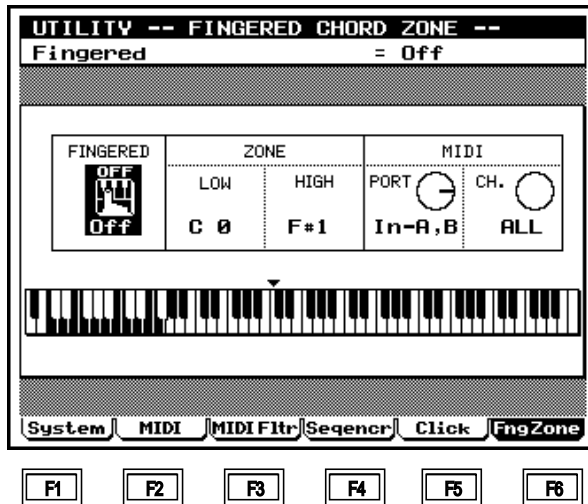 UTILITY -- FINGERED CHORD ZONE --
Fingered = Off
FINGERED ZONE MIDI
OFF LOW HIGH PORT CH.
Off C 0 F#1 In-A,B ALL
System MIDI MIDI Fltr Seqencr Click FngZone
F1 F2 F3 F4 F5 F6